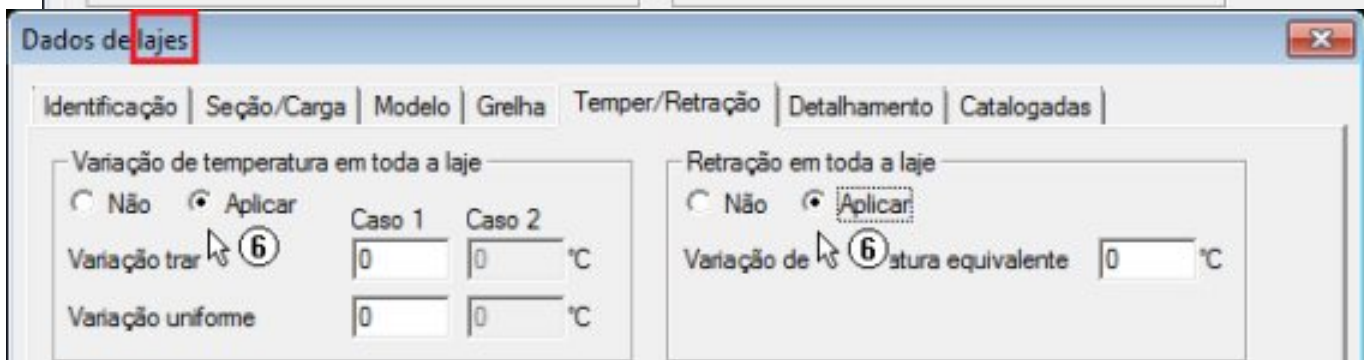 Dados de lajes
Identificação Seção/Carga Modelo Grelha Temper/Retração Detalhamento Catalogadas
Variação de temperatura em toda a laje
Não Aplicar
Caso 1 Caso 2
Variação 6 0 0 °C
Variação uniforme 0 0 °C
Retração em toda a laje
Não Aplicar
Variação de 6 atura equivalente 0 °C